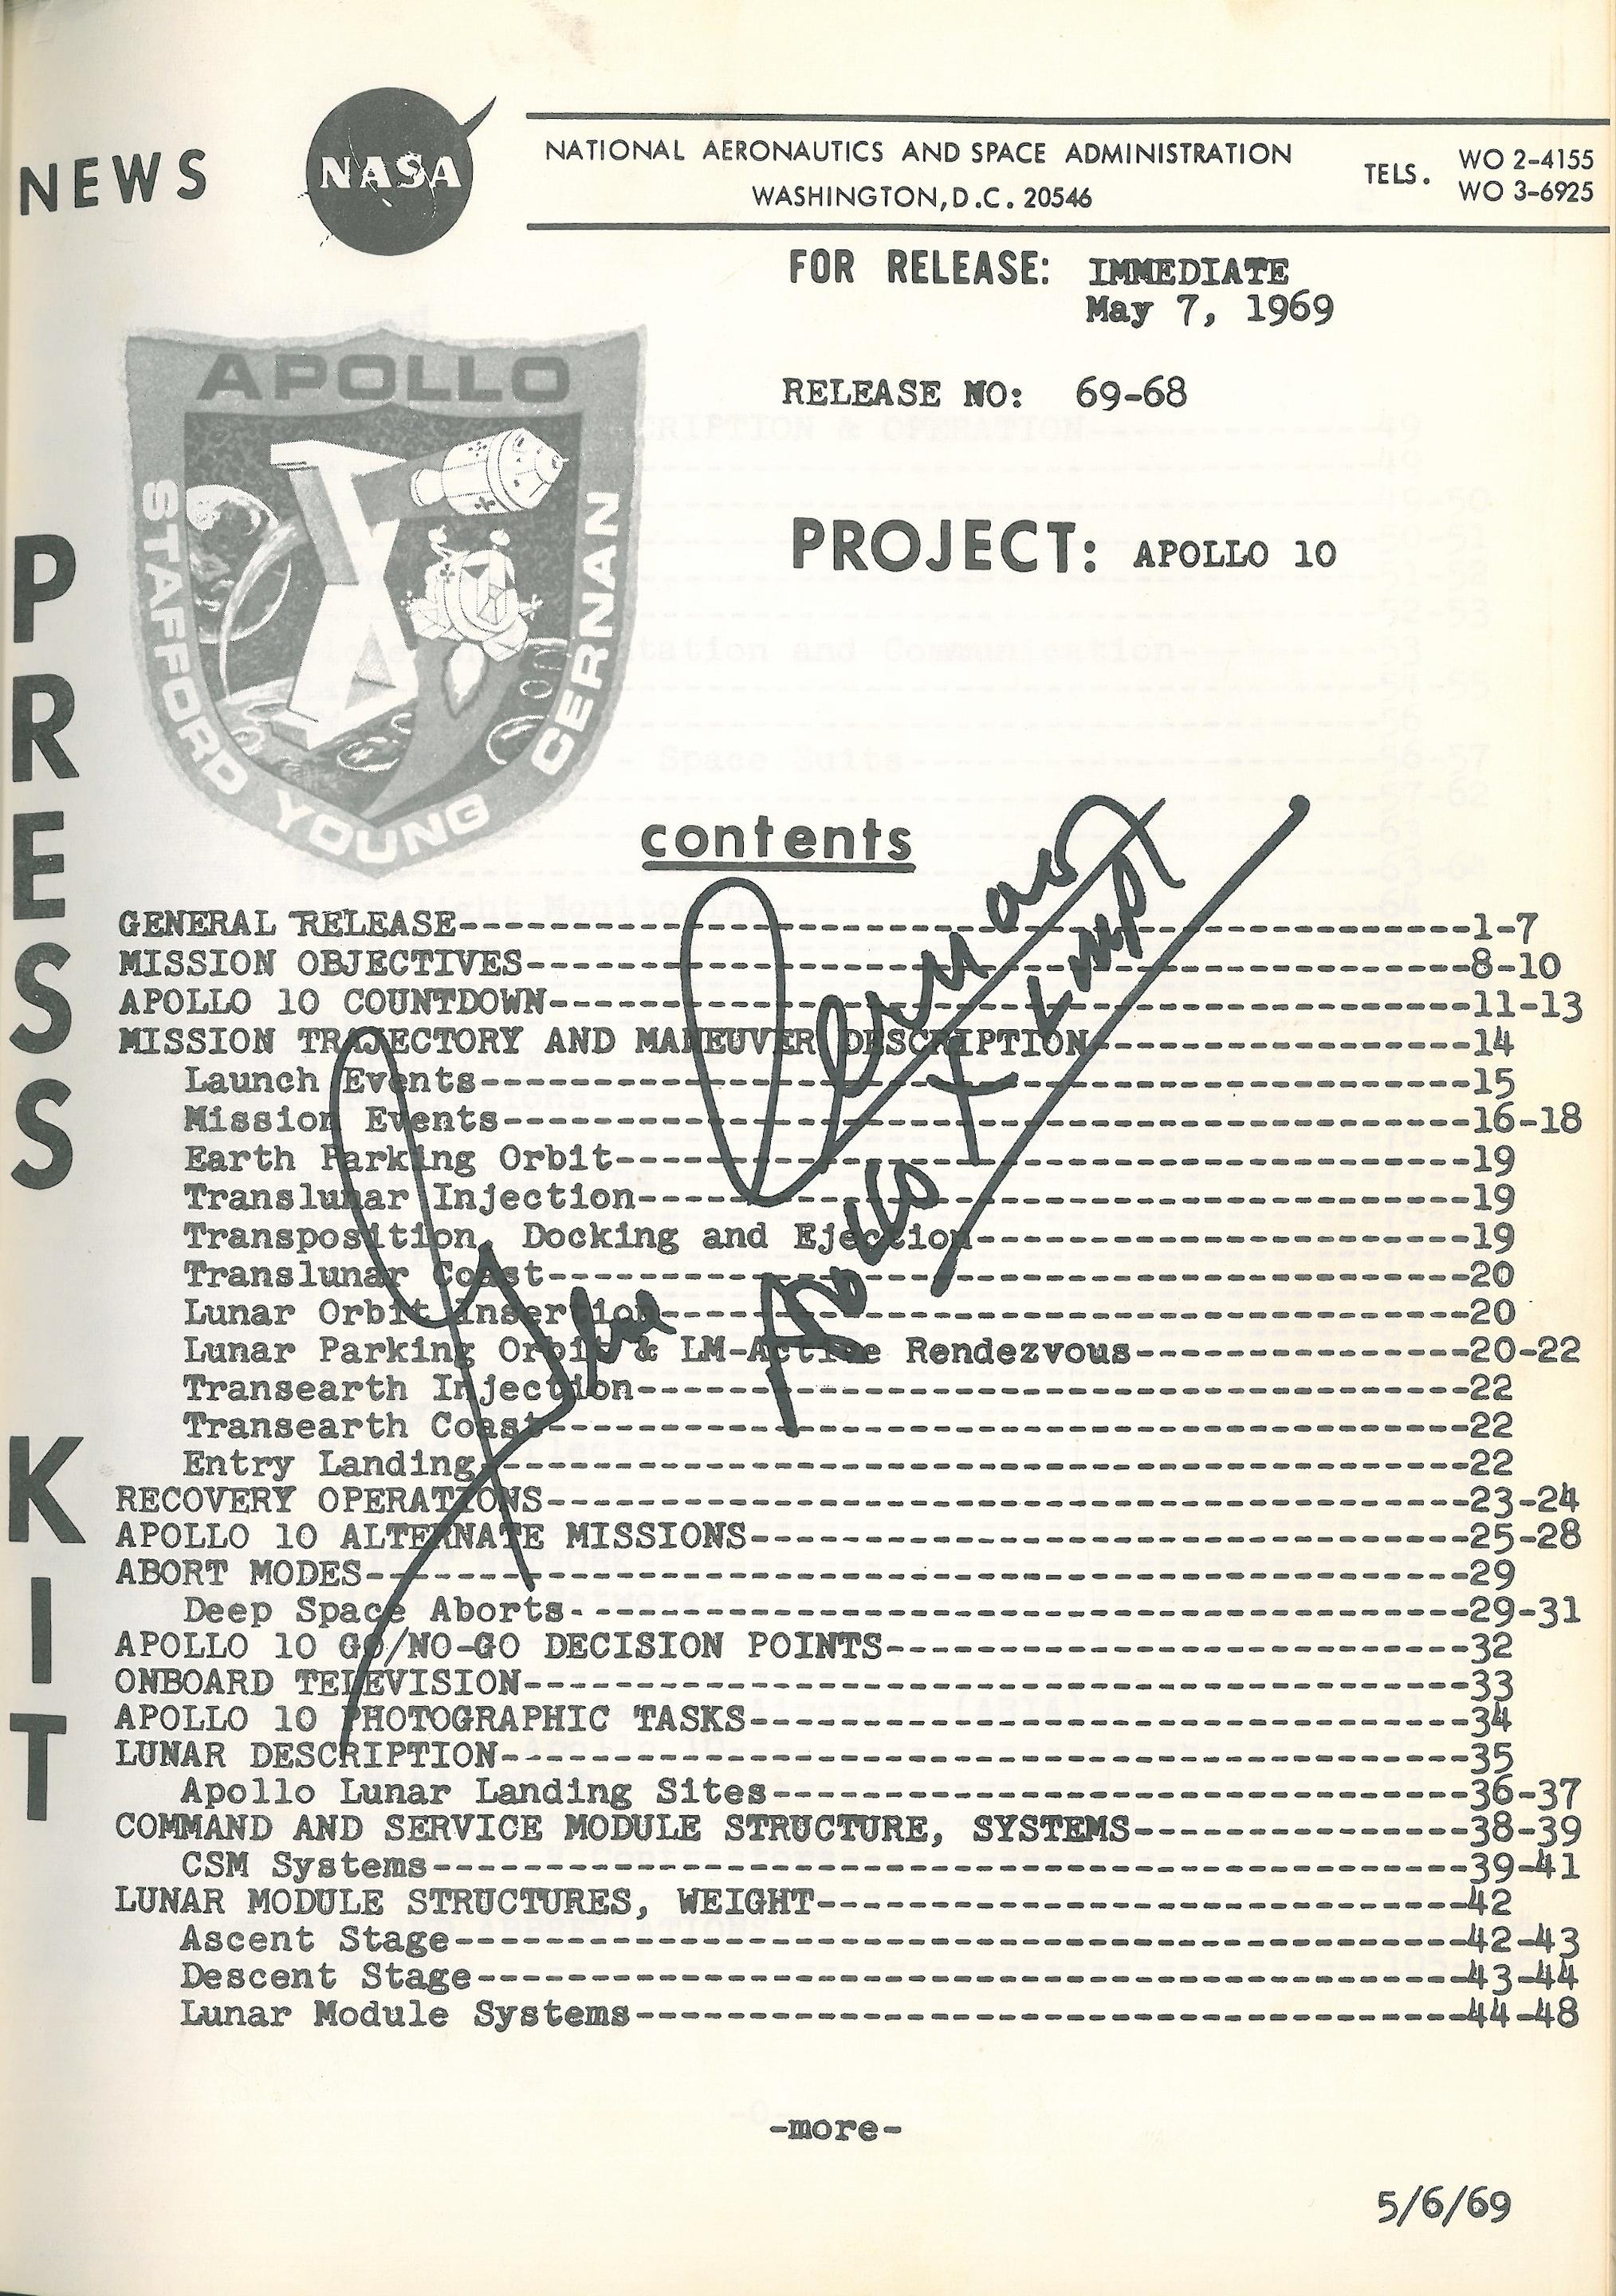 NEWS
NASA
NATIONAL AERONAUTICS AND SPACE ADMINISTRATION
WASHINGTON, D.C. 20546
TELS. WO 2-4155
WO 3-6925
FOR RELEASE: IMMEDIATE
May 7, 1969
RELEASE NO: 69-68
PROJECT: APOLLO 10
APOLLO
STAFFORD YOUNG CERNAN
PRESS KIT
contents
GENERAL RELEASE---1-7
MISSION OBJECTIVES---8-10
APOLLO 10 COUNTDOWN---11-13
MISSION TRAJECTORY AND MANEUVER DESCRIPTION---14
Launch Events---15
Mission Events---16-18
Earth Parking Orbit---19
Translunar Injection---19
Transposition, Docking and Ejection---19
Translunar Coast---20
Lunar Orbit Insertion---20
Lunar Parking Orbit & LM-Active Rendezvous---20-22
Transearth Injection---22
Transearth Coast---22
Entry Landing---22
RECOVERY OPERATIONS---23-24
APOLLO 10 ALTERNATE MISSIONS---25-28
ABORT MODES---29
Deep Space Aborts---29-31
APOLLO 10 GO/NO-GO DECISION POINTS---32
ONBOARD TELEVISION---33
APOLLO 10 PHOTOGRAPHIC TASKS---34
LUNAR DESCRIPTION---35
Apollo Lunar Landing Sites---36-37
COMMAND AND SERVICE MODULE STRUCTURE, SYSTEMS---38-39
CSM Systems---39-41
LUNAR MODULE STRUCTURES, WEIGHT---42
Ascent Stage---42-43
Descent Stage---43-44
Lunar Module Systems---44-48
Gene Cernan
Apollo X LMP
-more-
5/6/69